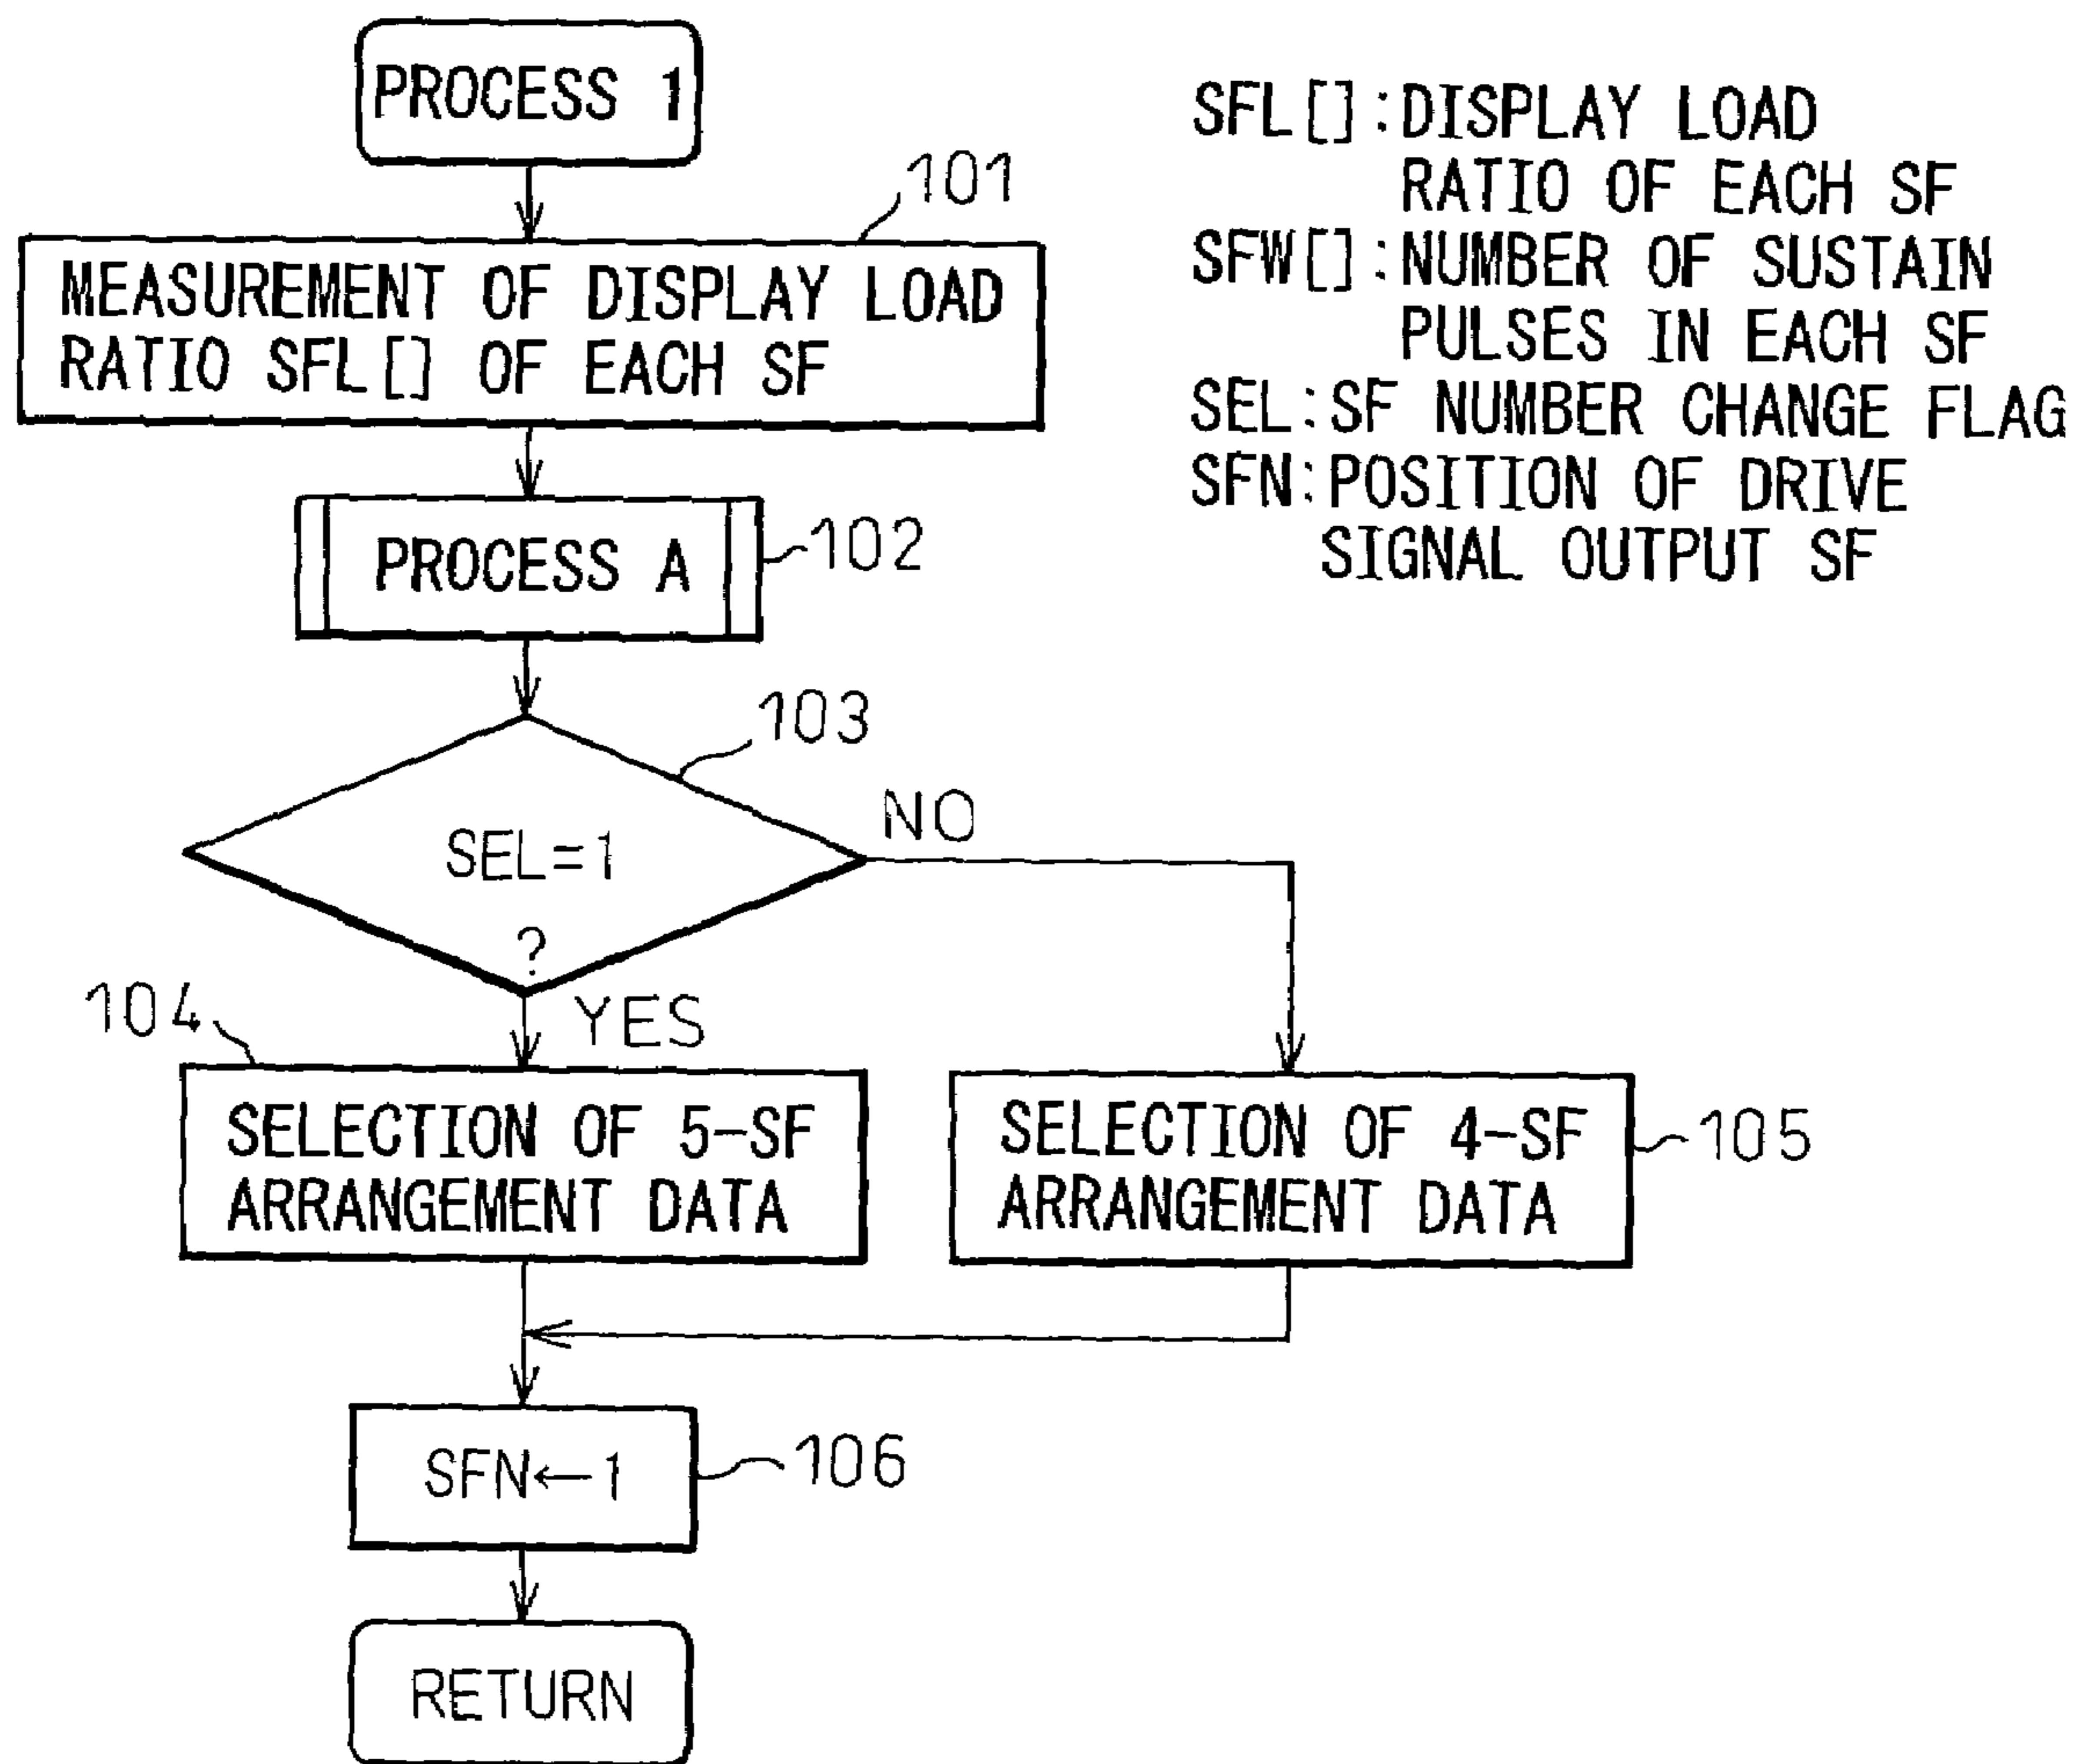 PROCESS 1
101
MEASUREMENT OF DISPLAY LOAD
RATIO SFL[] OF EACH SF
PROCESS A
102
103
SEL=1
?
NO
YES
104
SELECTION OF 5-SF
ARRANGEMENT DATA
SELECTION OF 4-SF
ARRANGEMENT DATA
105
SFN←1
106
RETURN
SFL[]:DISPLAY LOAD
RATIO OF EACH SF
SFW[]:NUMBER OF SUSTAIN
PULSES IN EACH SF
SEL:SF NUMBER CHANGE FLAG
SFN:POSITION OF DRIVE
SIGNAL OUTPUT SF